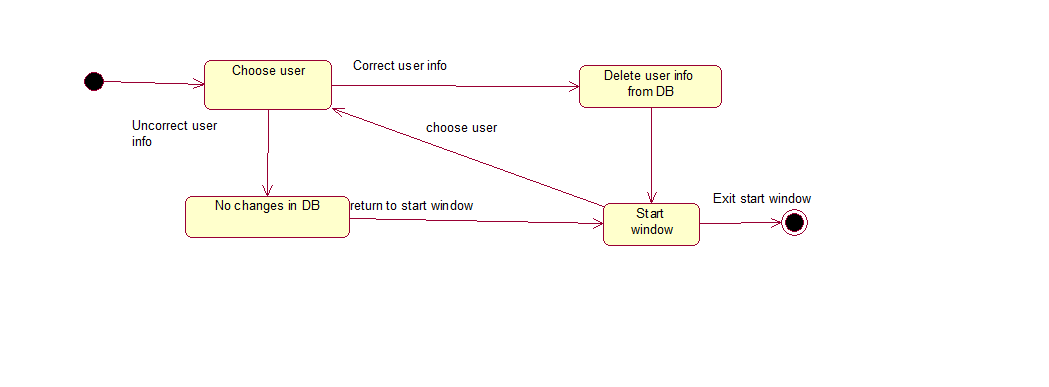 Choose user
Correct user info
Delete user info
from DB
Uncorrect user
info
choose user
No changes in DB
return to start window
Start
window
Exit start window